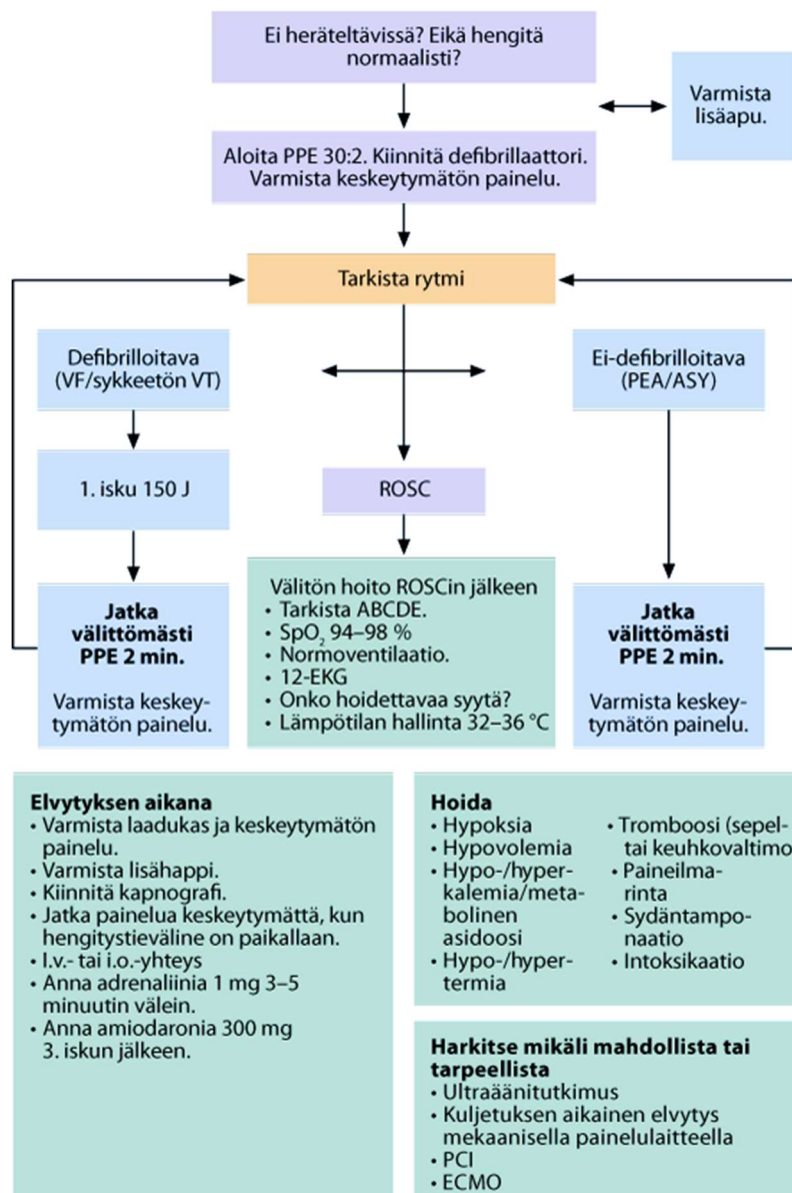 Ei heräteltävissä? Eikä hengitä
normaalisti?
Varmista
lisäapu.
Aloita PPE 30:2. Kiinnitä defibrillaattori.
Varmista keskeytymätön painelu.
Tarkista rytmi
Defibrilloitava
(VF/sykkeetön VT)
Ei-defibrilloitava
(PEA/ASY)
1. isku 150 J
ROSC
Jatka
välittömästi
PPE 2 min.
Varmista keskey-
tymätön painelu.
Välitön hoito ROSCin jälkeen
• Tarkista ABCDE.
• SpO₂ 94–98 %
• Normoventilaatio.
• 12-EKG
• Onko hoidettavaa syytä?
• Lämpötilan hallinta 32–36 °C
Jatka
välittömästi
PPE 2 min.
Varmista keskey-
tymätön painelu.
Elvytyksen aikana
• Varmista laadukas ja keskeytymätön
painelu.
• Varmista lisähappi.
• Kiinnitä kapnografi.
• Jatka painelua keskeytymättä, kun
hengitystieväline on paikallaan.
• I.v.- tai i.o.-yhteys
• Anna adrenaliinia 1 mg 3–5
minuutin välein.
• Anna amiodaronia 300 mg
3. iskun jälkeen.
Hoida
• Hypoksia
• Hypovolemia
• Hypo-/hyper-
kalemia/meta-
bolinen
asidoosi
• Hypo-/hyper-
termia
• Tromboosi (sepel-
tai keuhkovaltimo
• Paineilma-
rinta
• Sydäntampo-
naatio
• Intoksikaatio
Harkitse mikäli mahdollista tai
tarpeellista
• Ultraäänitutkimus
• Kuljetuksen aikainen elvytys
mekaanisella painelulaitteella
• PCI
• ECMO